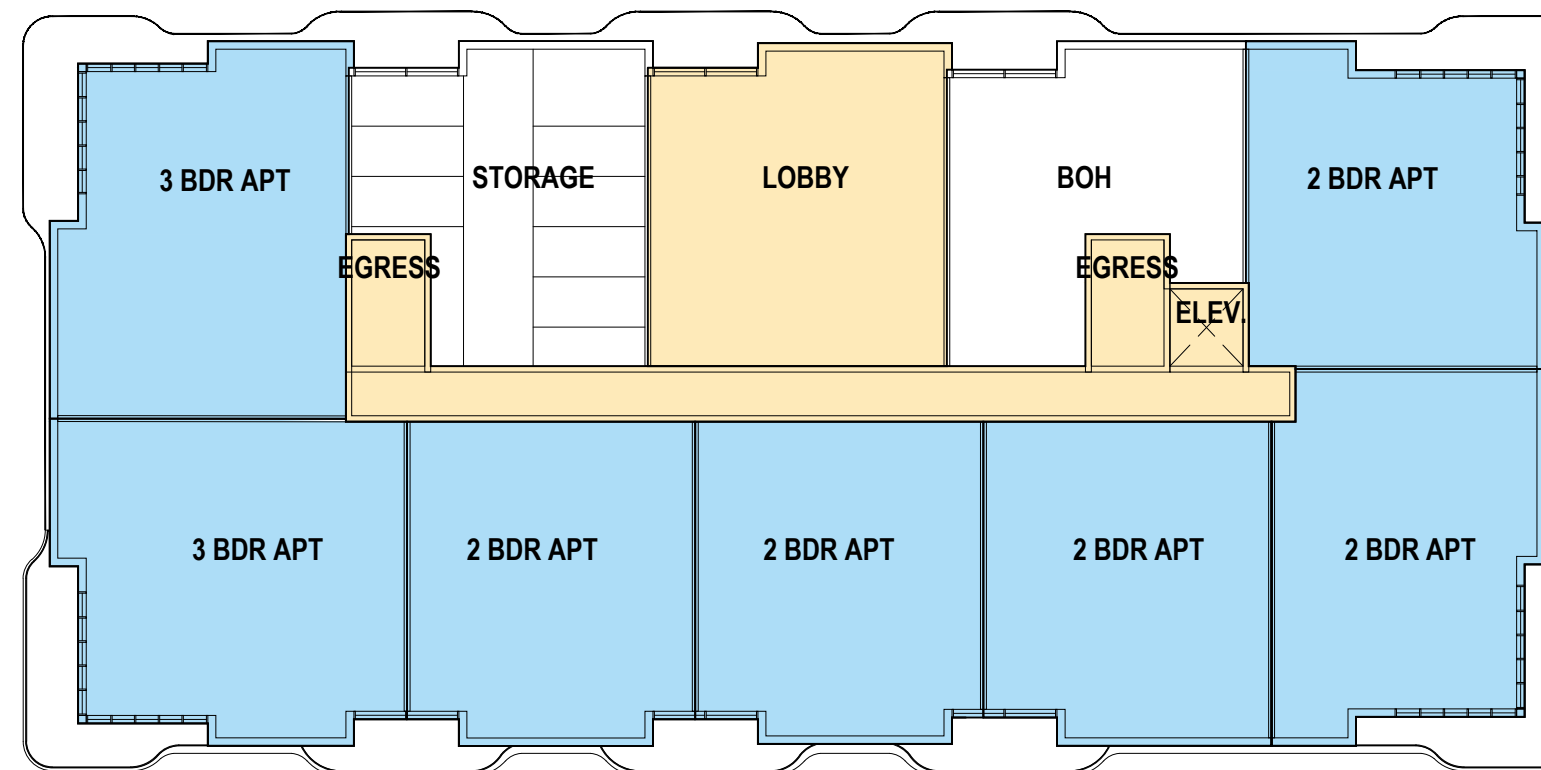 3 BDR APT
STORAGE
LOBBY
BOH
2 BDR APT
EGRESS
EGRESS
ELEV.
3 BDR APT
2 BDR APT
2 BDR APT
2 BDR APT
2 BDR APT